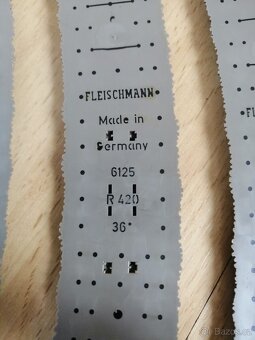 FLEISCHMANN
Made in
Germany
6125
R 420
36°